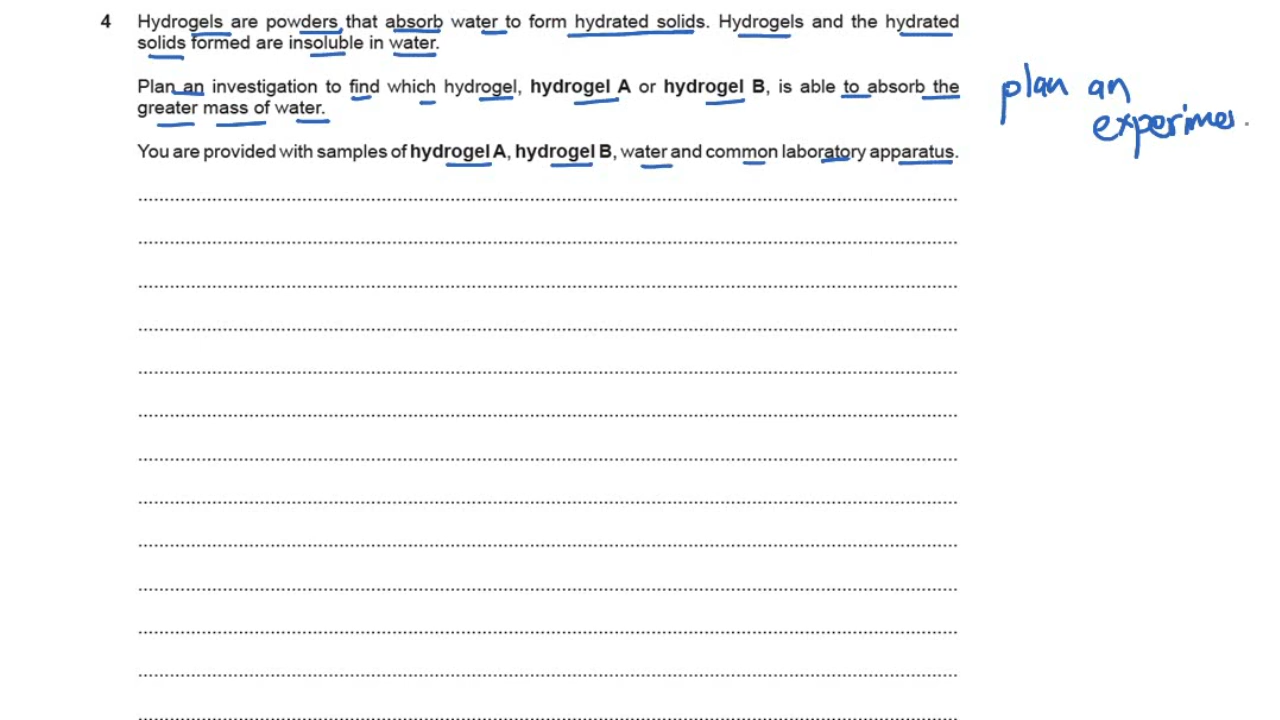 4 Hydrogels are powders that absorb water to form hydrated solids. Hydrogels and the hydrated
solids formed are insoluble in water.
Plan an investigation to find which hydrogel, hydrogel A or hydrogel B, is able to absorb the
greater mass of water.
plan an
experimen
You are provided with samples of hydrogel A, hydrogel B, water and common laboratory apparatus.